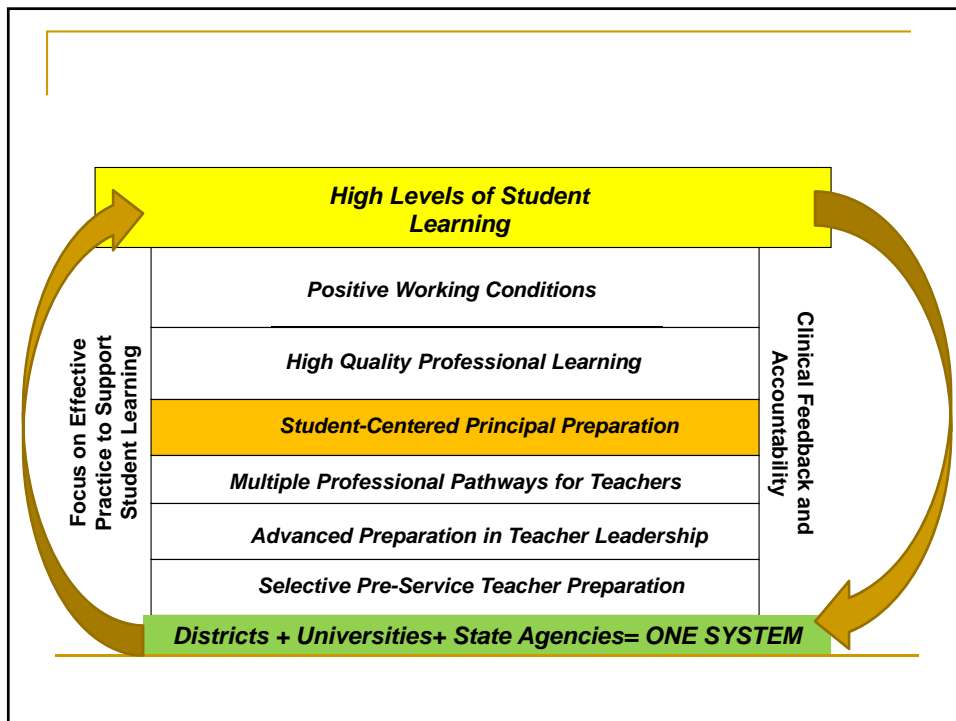 High Levels of Student
Learning
Positive Working Conditions
High Quality Professional Learning
Student-Centered Principal Preparation
Multiple Professional Pathways for Teachers
Advanced Preparation in Teacher Leadership
Selective Pre-Service Teacher Preparation
Districts + Universities+ State Agencies= ONE SYSTEM
Focus on Effective
Practice to Support
Student Learning
Clinical Feedback and
Accountability